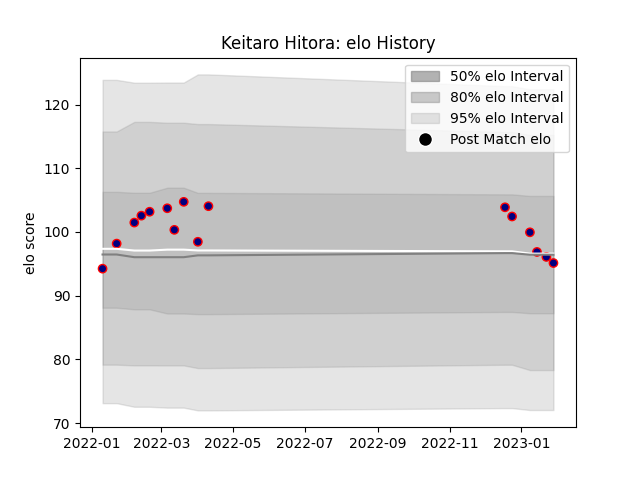 Keitaro Hitora: elo History
50% elo Interval
80% elo Interval
95% elo Interval
Post Match elo
elo score
120
110
100
90
80
70
2022-01 2022-03 2022-05 2022-07 2022-09 2022-11 2023-01